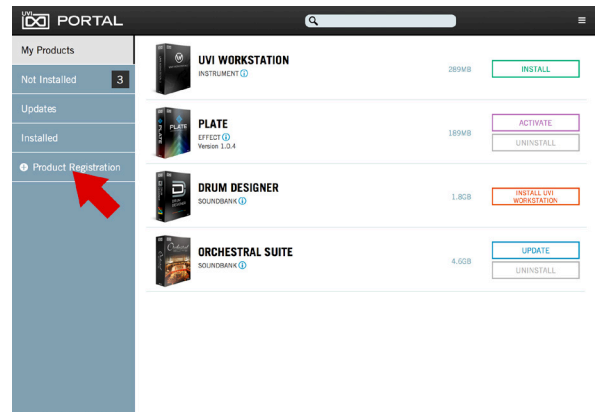 UVI PORTAL
My Products
Not Installed 3
Updates
Installed
Product Registration
UVI WORKSTATION
INSTRUMENT
289MB
INSTALL
PLATE
EFFECT
Version 1.0.4
189MB
ACTIVATE
UNINSTALL
DRUM DESIGNER
SOUNDBANK
1.8GB
INSTALL UVI
WORKSTATION
ORCHESTRAL SUITE
SOUNDBANK
4.6GB
UPDATE
UNINSTALL
PLATE
PLATE